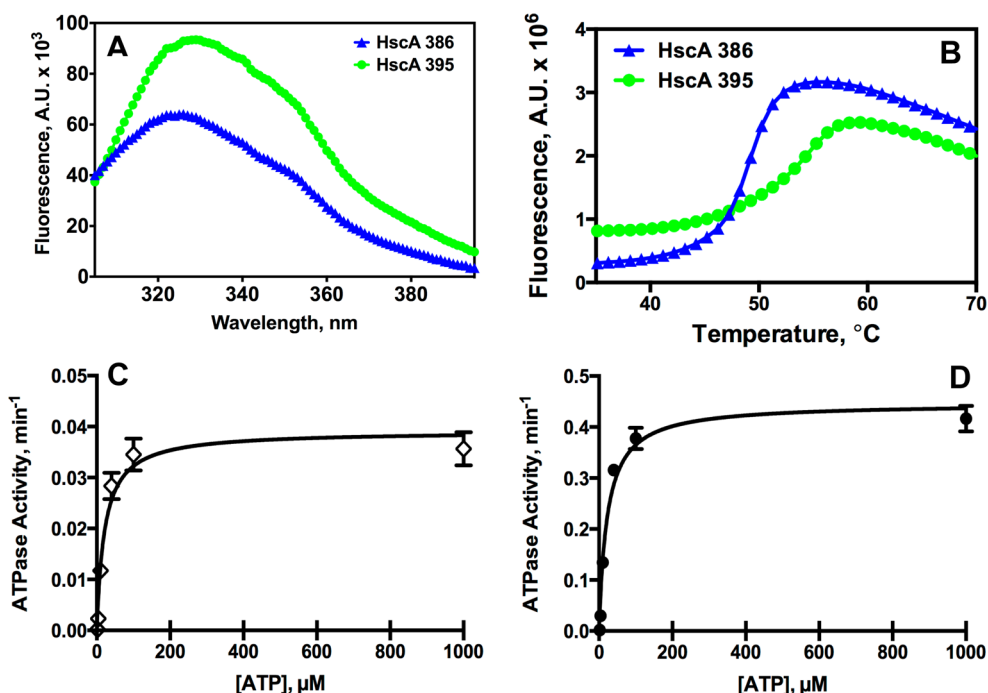 A
HscA 386
HscA 395
Fluorescence, A.U. x 10³
100
80
60
40
20
0
320 340 360 380
Wavelength, nm
B
HscA 386
HscA 395
Fluorescence, A.U. x 10⁶
4
3
2
1
0
40 50 60 70
Temperature, °C
C
ATPase Activity, min⁻¹
0.05
0.04
0.03
0.02
0.01
0.00
0 200 400 600 800 1000
[ATP], µM
D
ATPase Activity, min⁻¹
0.5
0.4
0.3
0.2
0.1
0.0
0 200 400 600 800 1000
[ATP], µM